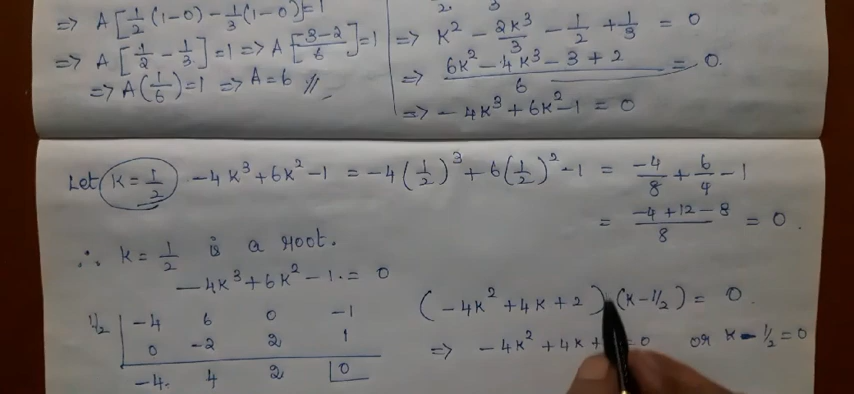 => A[1/2(1-0) - 1/3(1-0)] = 1
=> A[1/2 - 1/3] = 1 => A[(3-2)/6] = 1
=> A(1/6) = 1 => A = 6 //
=> K² - 2K³/3 - 1/2 + 1/3 = 0
=> (6K² - 4K³ - 3 + 2)/6 = 0.
=> -4K³ + 6K² - 1 = 0
Let K = 1/2 -4K³ + 6K² - 1 = -4(1/2)³ + 6(1/2)² - 1 = -4/8 + 6/4 - 1
= (-4 + 12 - 8)/8 = 0.
∴ K = 1/2 is a root.
-4K³ + 6K² - 1 = 0
1/2 | -4 6 0 -1
0 -2 2 1
-4 4 2 |0
(-4K² + 4K + 2)(K - 1/2) = 0.
=> -4K² + 4K + = 0 or K - 1/2 = 0